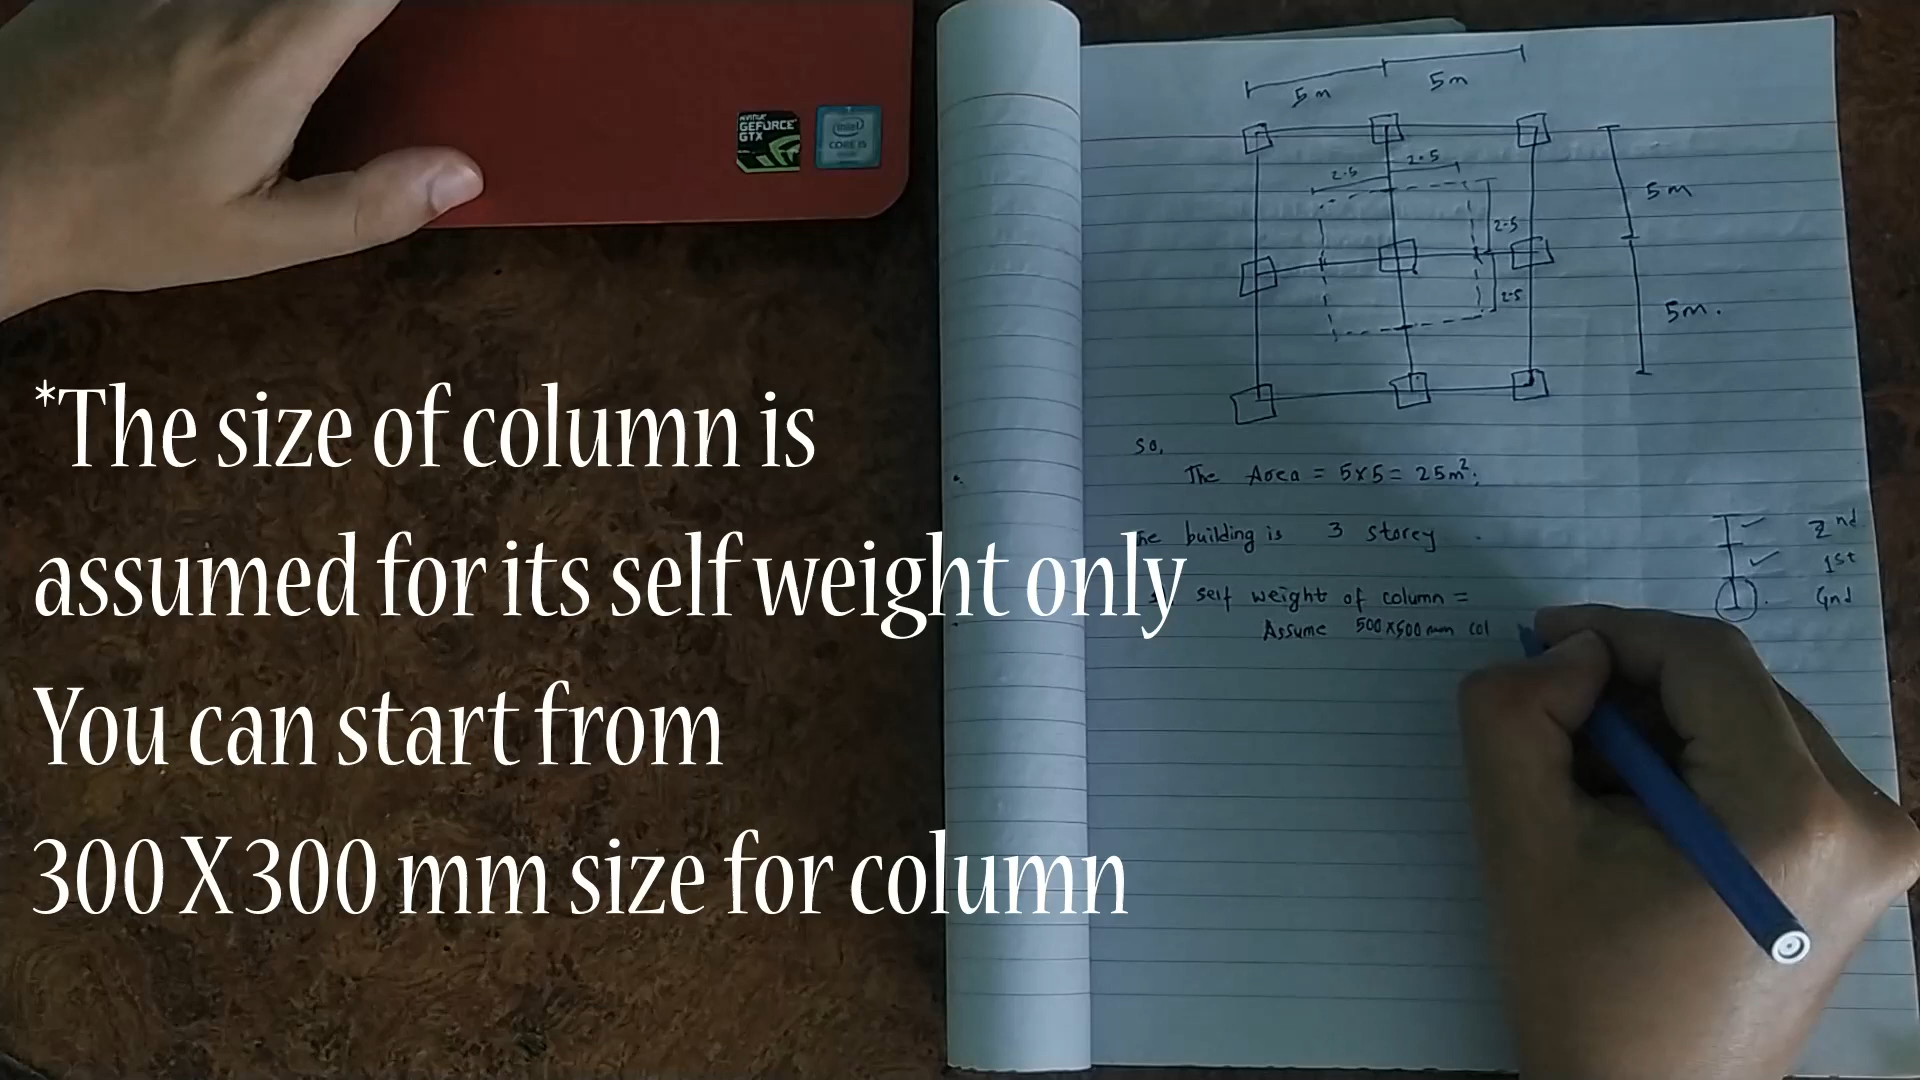 *The size of column is
assumed for its self weight only
You can start from
300 X 300 mm size for column
NVIDIA
GEFORCE
GTX
intel
CORE i5
5m
5m
2.5
2.5
5m
2.5
2.5
5m.
So,
The Area = 5x5 = 25m².
building is 3 storey .
2nd
1st
Gnd
self weight of column =
Assume 500x500 mm col